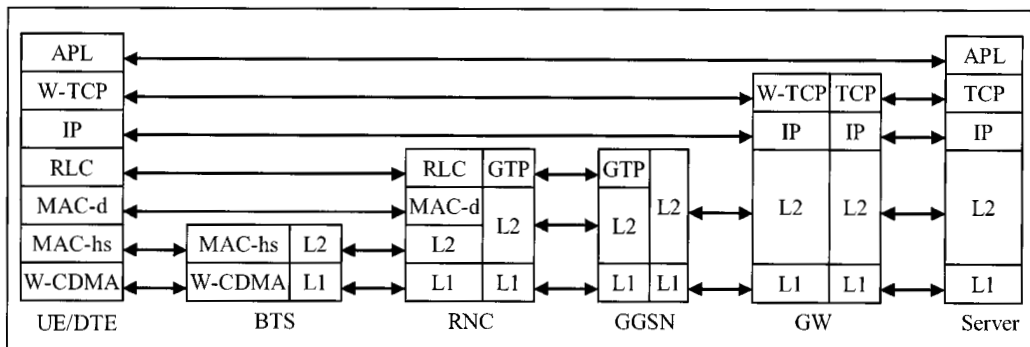 APL
APL
W-TCP
W-TCP
TCP
TCP
IP
IP
IP
IP
RLC
RLC
GTP
GTP
MAC-d
MAC-d
L2
L2
L2
L2
L2
L2
MAC-hs
MAC-hs
L2
L2
W-CDMA
W-CDMA
L1
L1
L1
L1
L1
L1
L1
L1
UE/DTE
BTS
RNC
GGSN
GW
Server